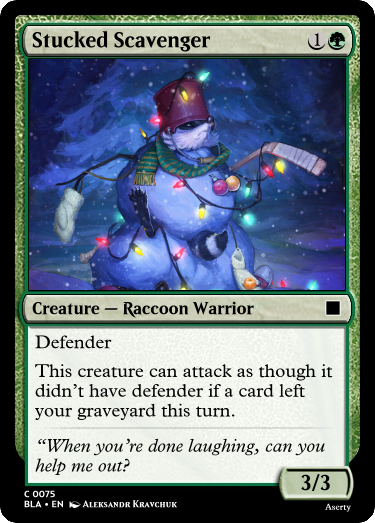 Stucked Scavenger 1
Creature — Raccoon Warrior
Defender
This creature can attack as though it
didn't have defender if a card left
your graveyard this turn.
“When you're done laughing, can you
help me out?
3/3
C 0075
BLA • EN Aleksandr Kravchuk
Aserty